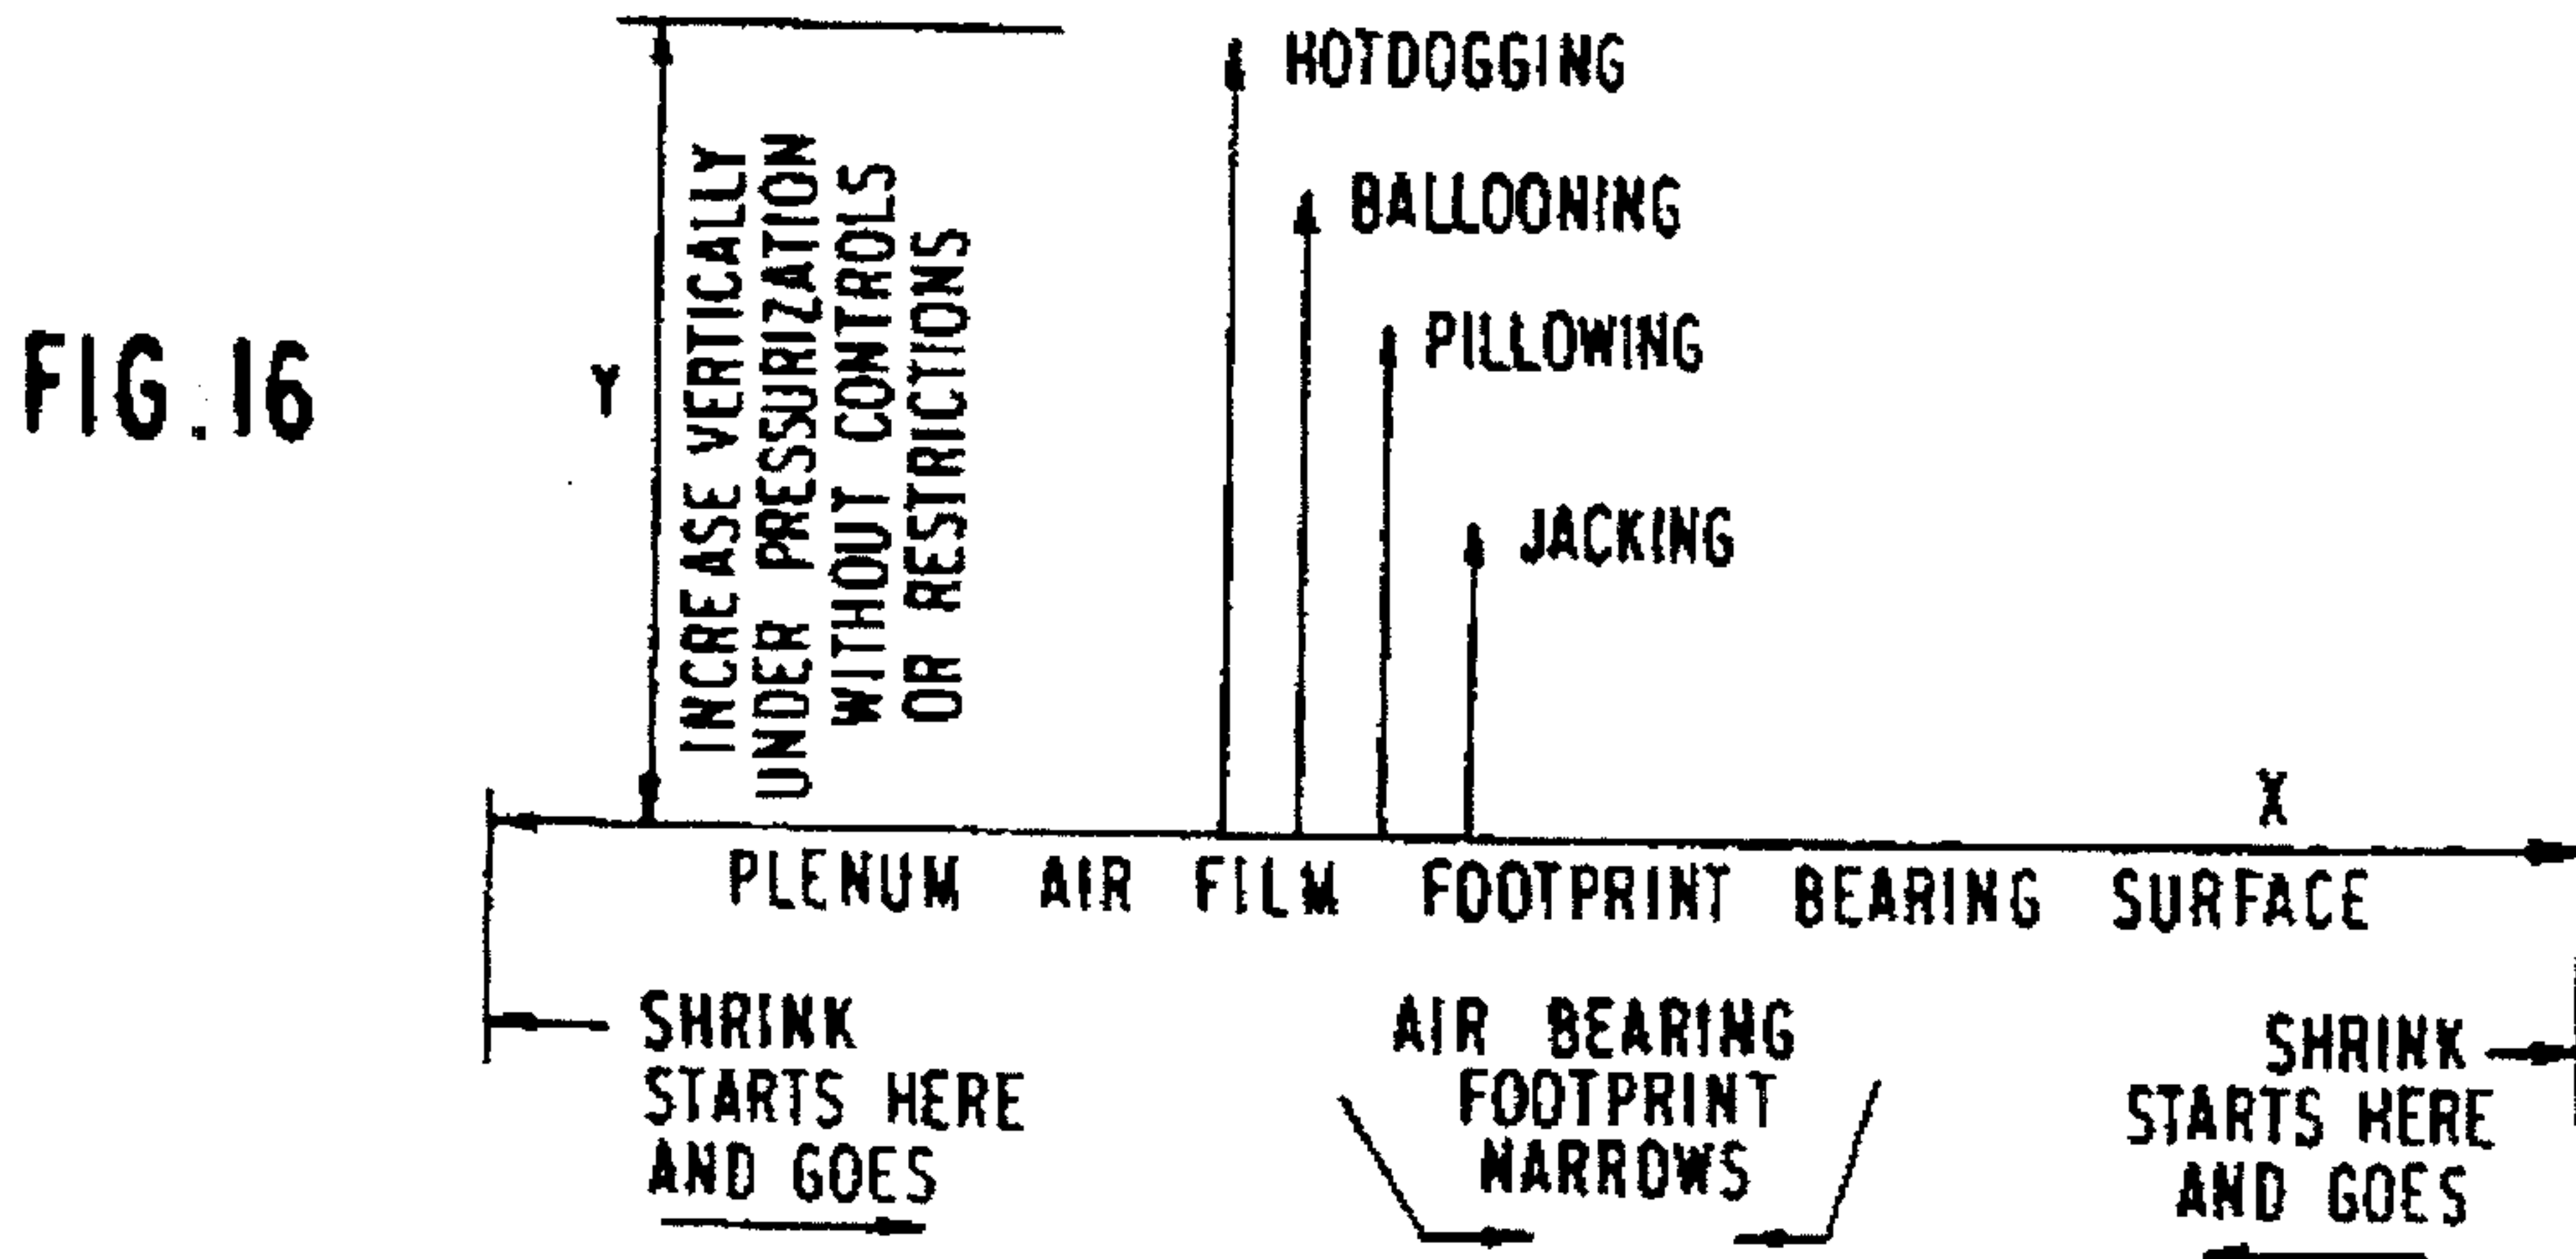 FIG.16
Y
INCREASE VERTICALLY
UNDER PRESSURIZATION
WITHOUT CONTROLS
OR RESTRICTIONS
HOTDOGGING
BALLOONING
PILLOWING
JACKING
X
PLENUM AIR FILM FOOTPRINT BEARING SURFACE
SHRINK
STARTS HERE
AND GOES
AIR BEARING
FOOTPRINT
NARROWS
SHRINK
STARTS HERE
AND GOES